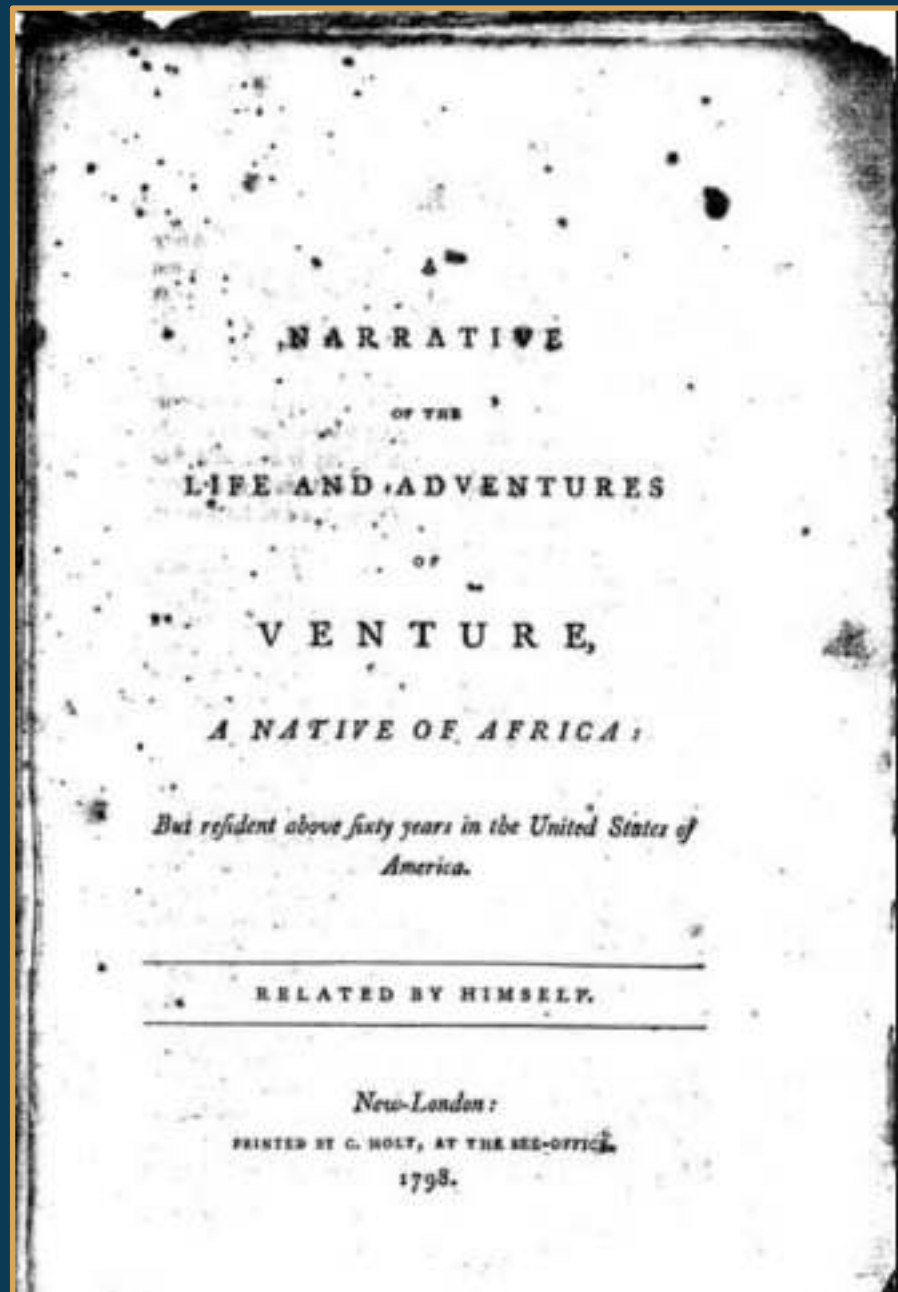 A
NARRATIVE
OF THE
LIFE AND ADVENTURES
OF
VENTURE,
A NATIVE OF AFRICA:
But reſident above ſixty years in the United States of
America.
RELATED BY HIMSELF.
New-London:
PRINTED BY C. HOLT, AT THE BEE-OFFICE.
1798.